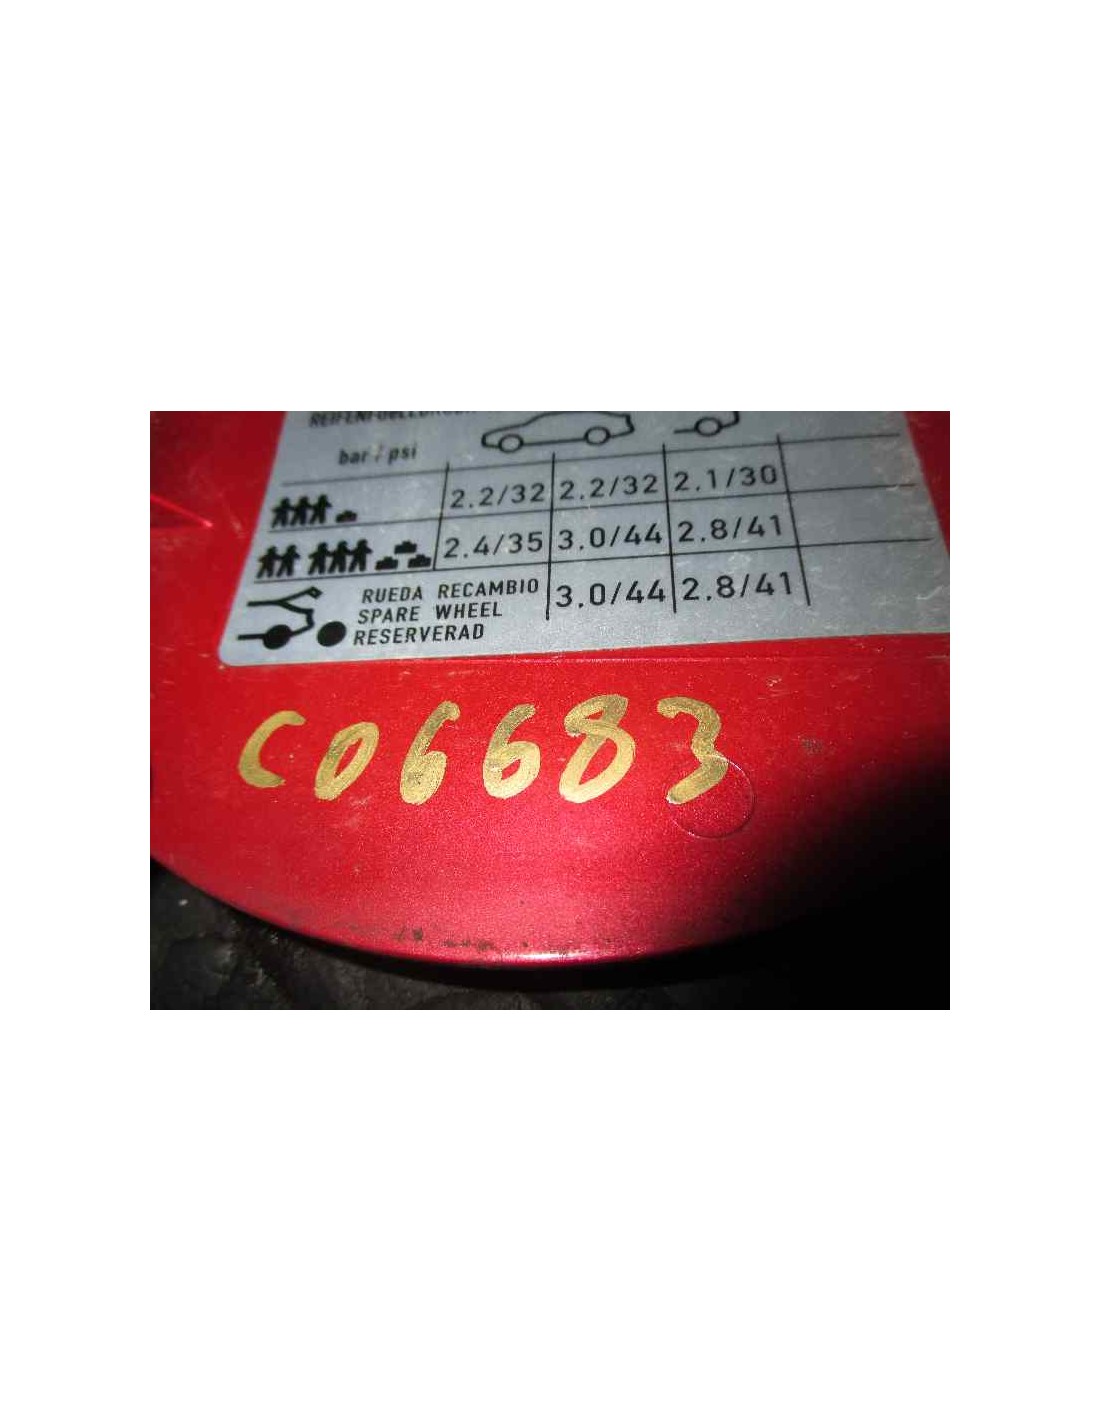 bar / psi
2.2/32 2.2/32 2.1/30
2.4/35 3.0/44 2.8/41
RUEDA RECAMBIO 3.0/44 2.8/41
SPARE WHEEL
RESERVERAD
C06683